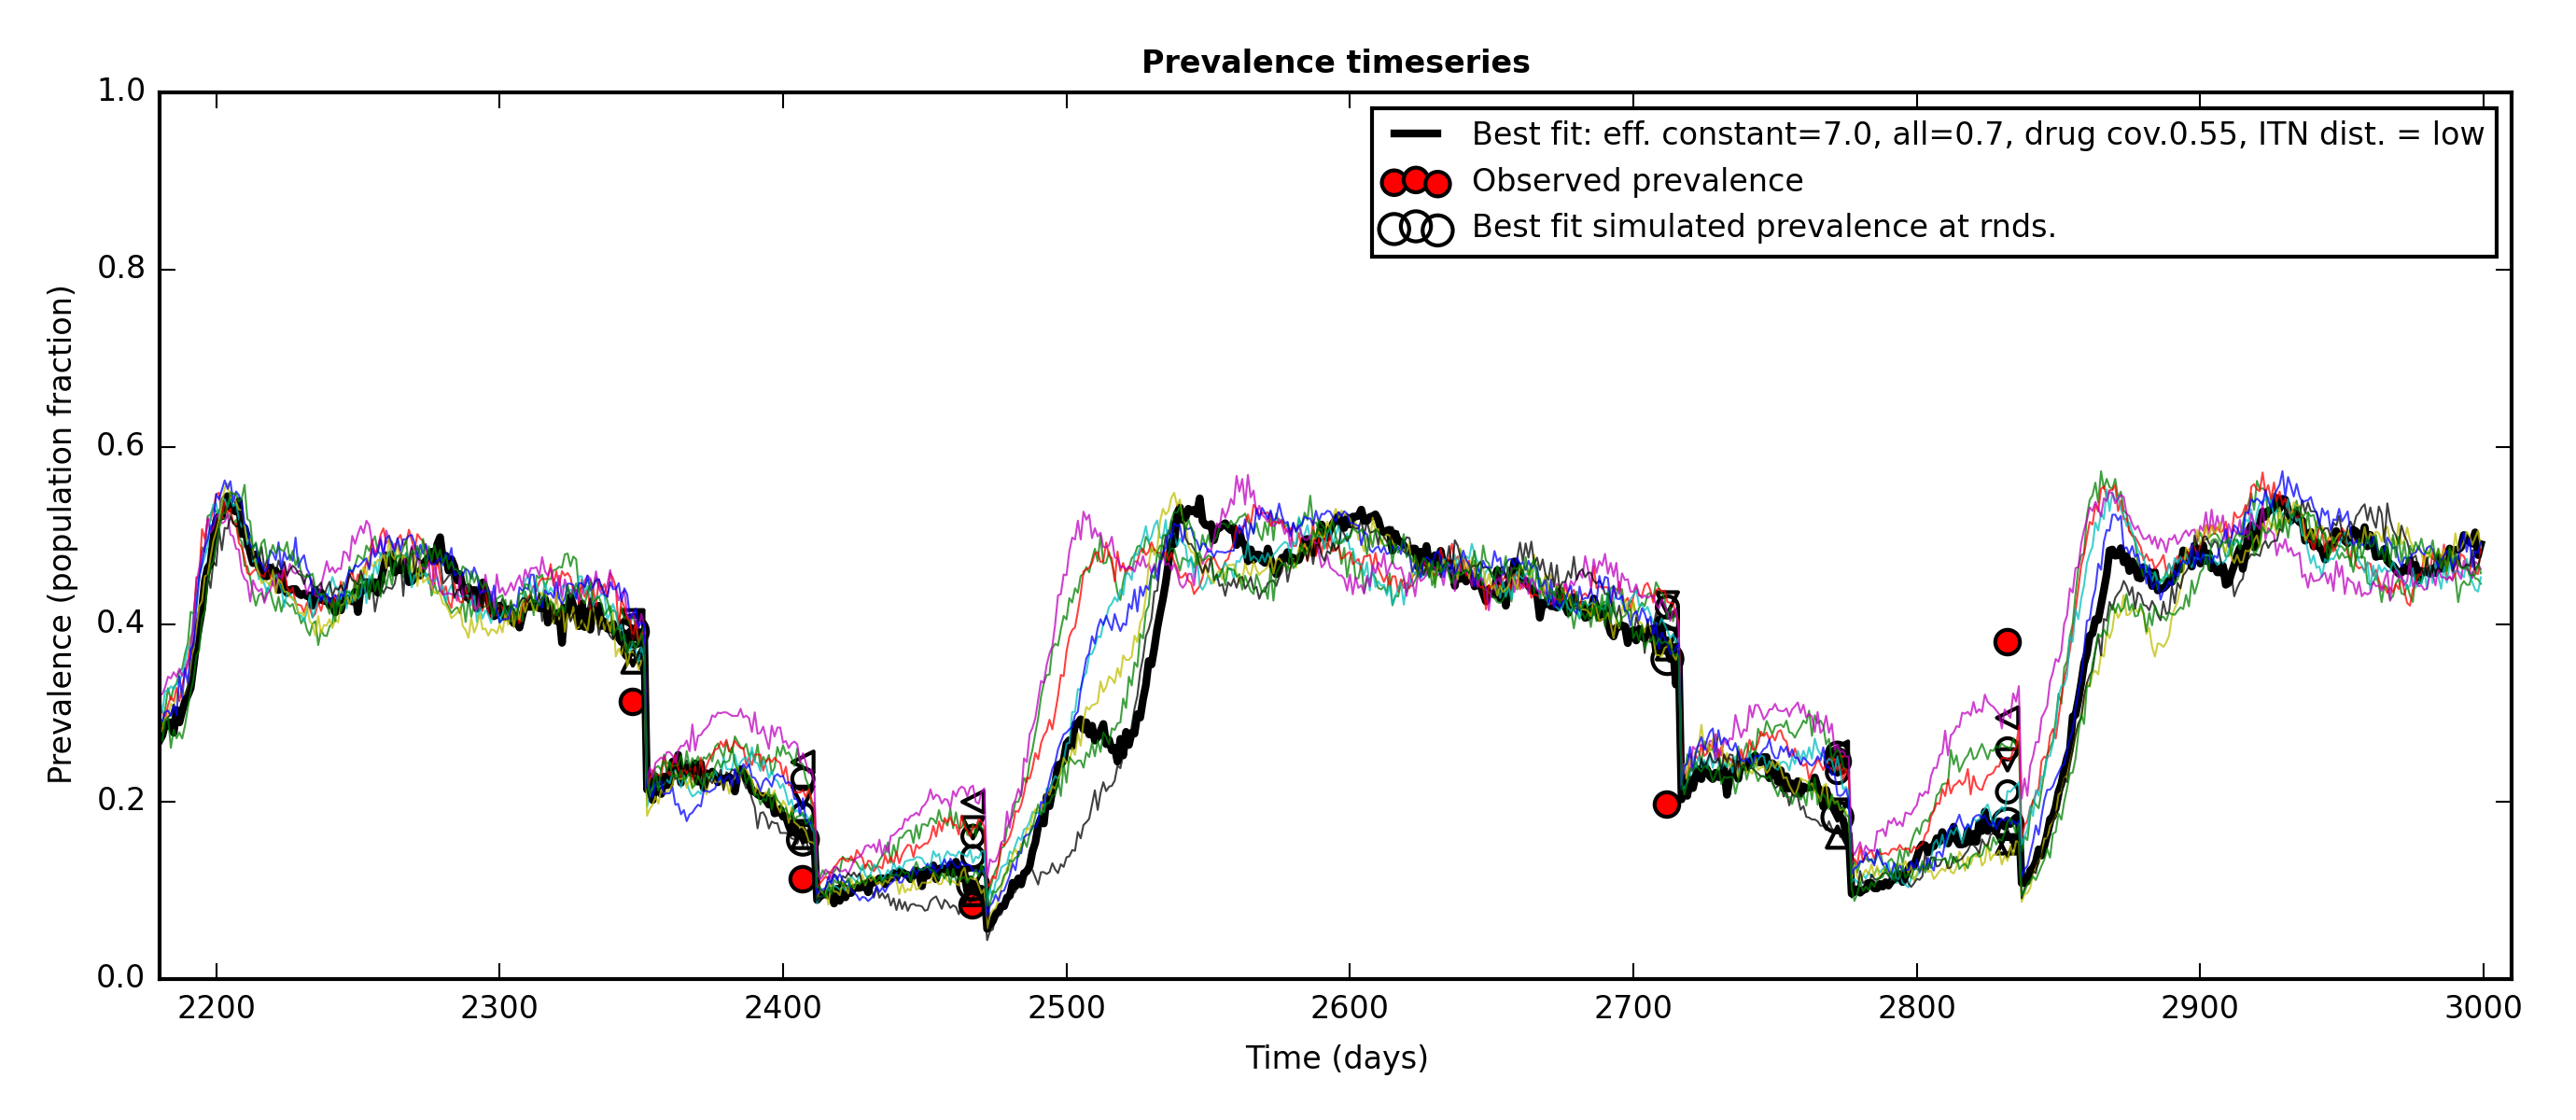 Prevalence timeseries
1.0
0.8
0.6
0.4
0.2
0.0
Prevalence (population fraction)
Best fit: eff. constant=7.0, all=0.7, drug cov.0.55, ITN dist. = low
Observed prevalence
Best fit simulated prevalence at rnds.
2200 2300 2400 2500 2600 2700 2800 2900 3000
Time (days)